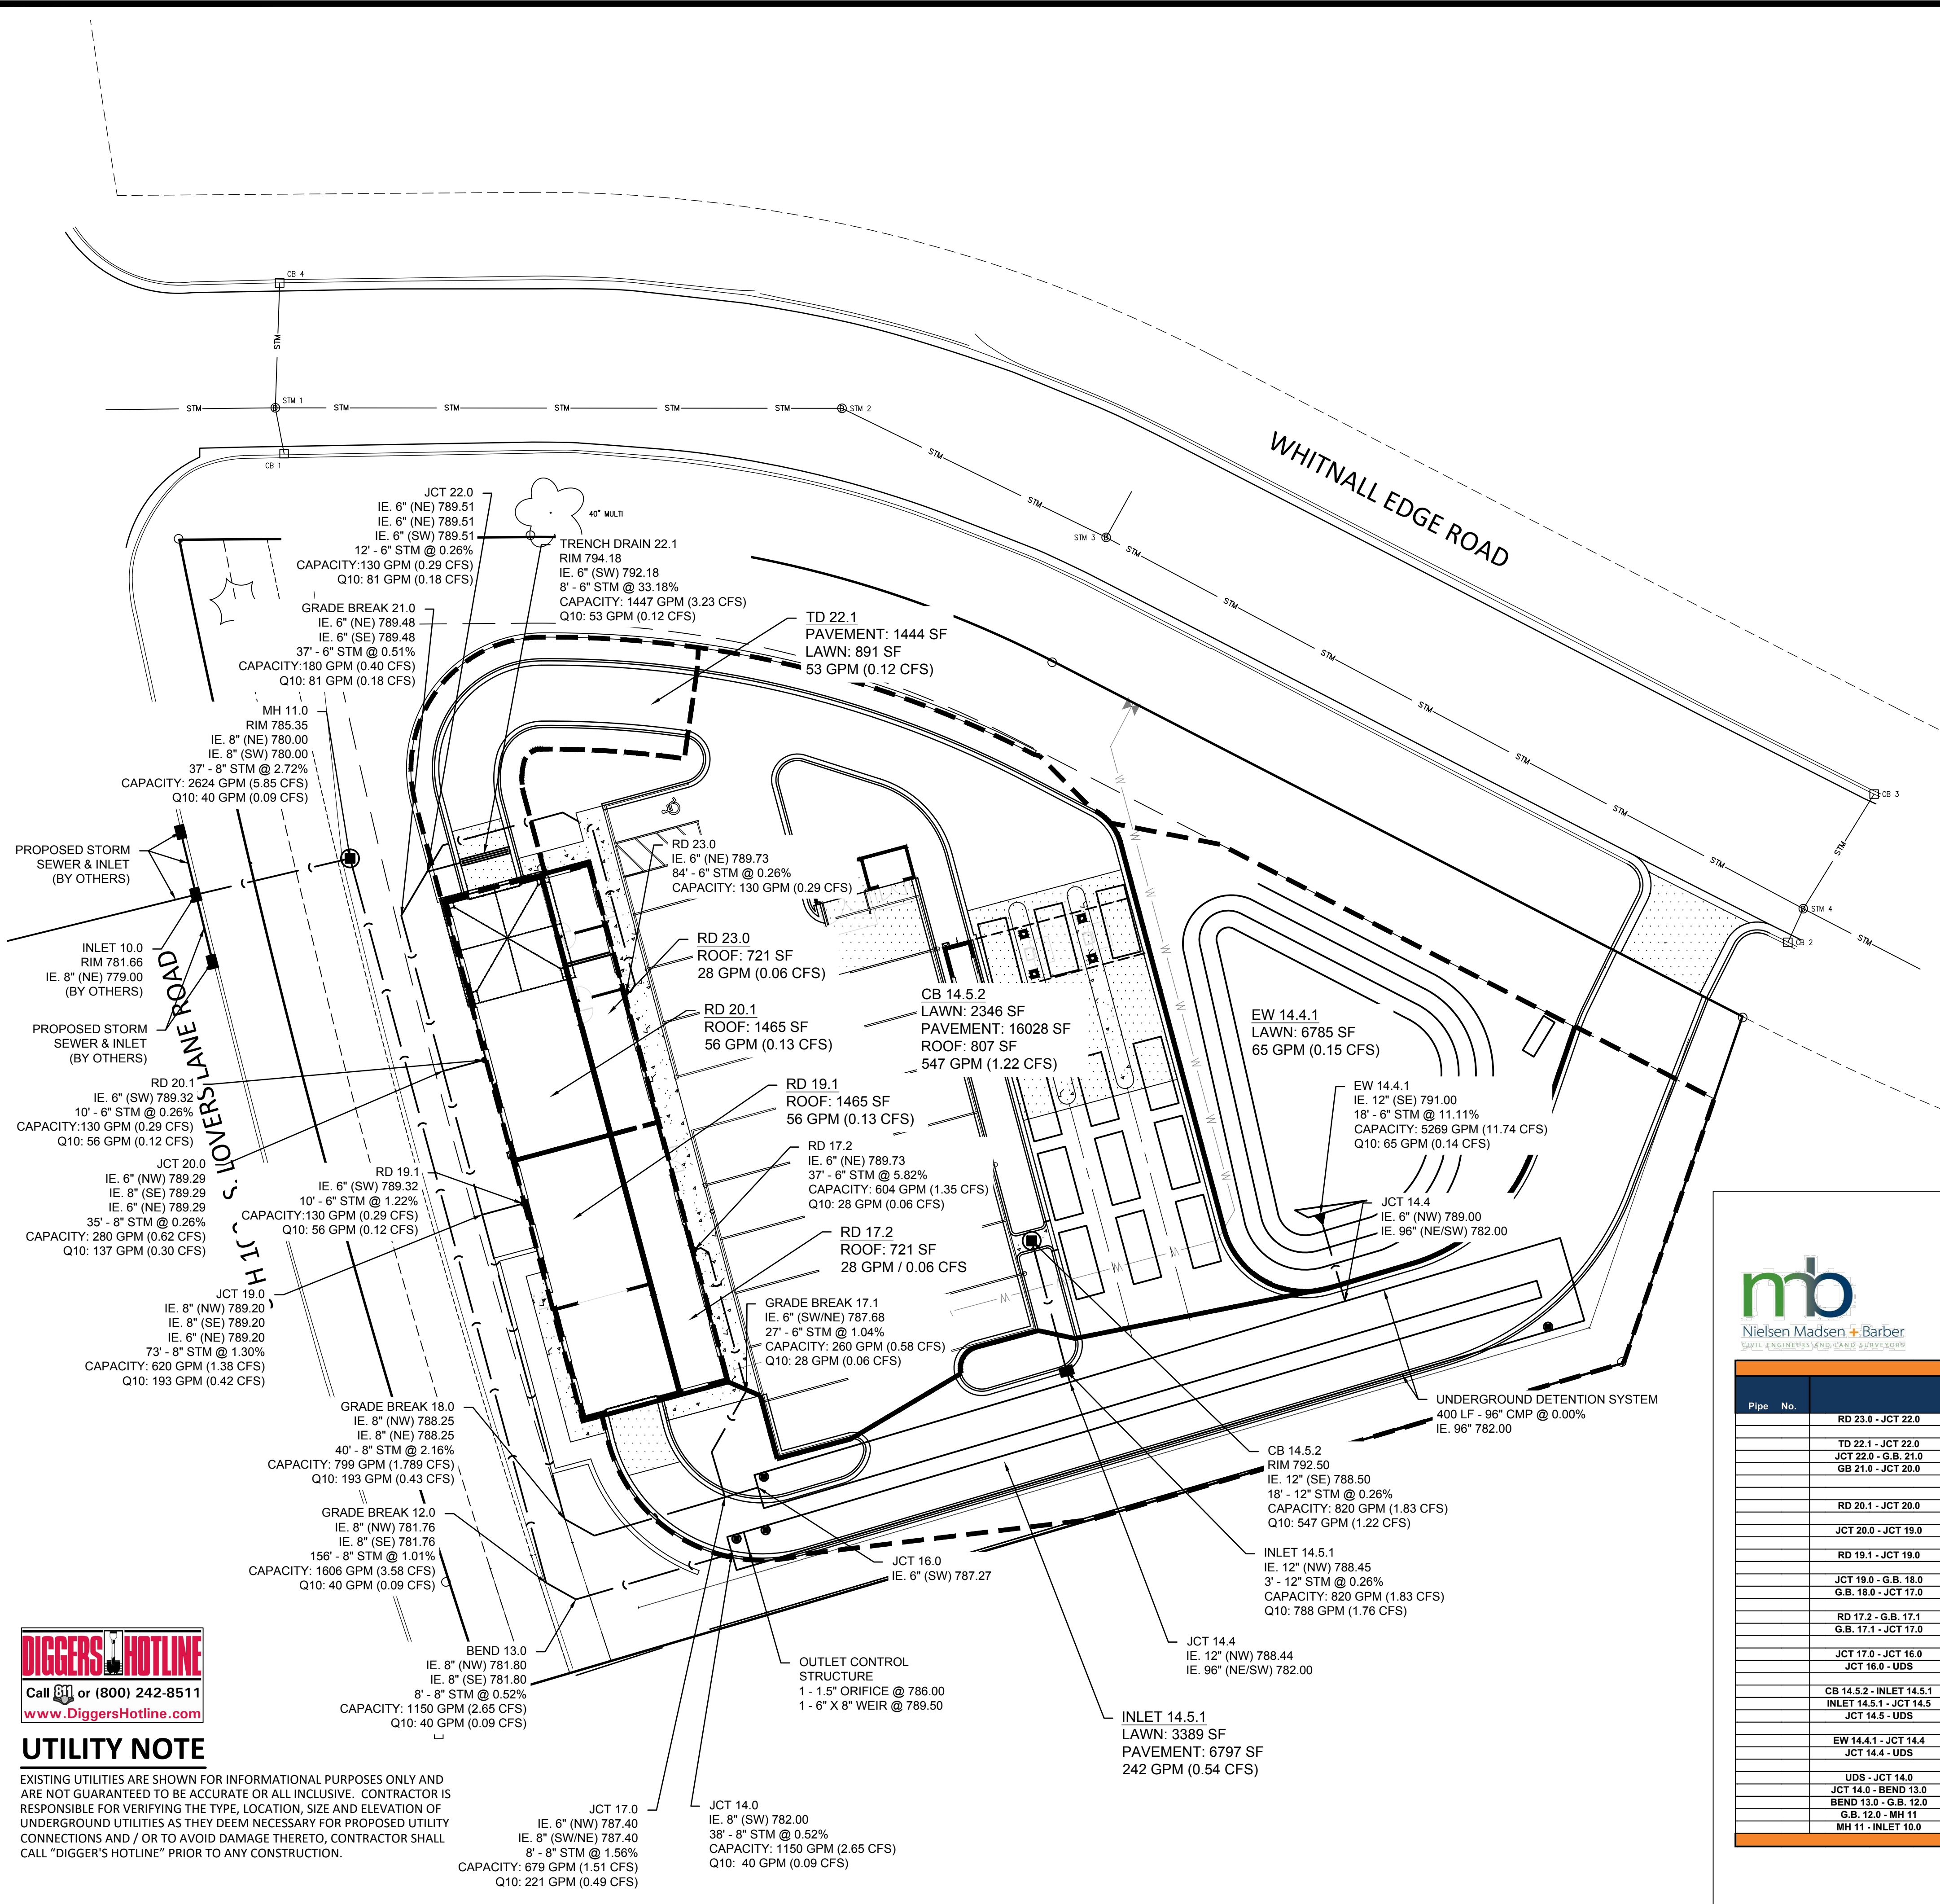 CB 4
STM
STM
STM 1
STM
STM
STM
STM
STM
STM 2
CB 1
STM
STM
STM 3
STM
WHITNALL EDGE ROAD
STM
STM
STM
STM
STM
STM
STM
CB 3
STM 4
CB 2
STM
40" MULTI
JCT 22.0
IE. 6" (NE) 789.51
IE. 6" (NE) 789.51
IE. 6" (SW) 789.51
12' - 6" STM @ 0.26%
CAPACITY:130 GPM (0.29 CFS)
Q10: 81 GPM (0.18 CFS)
TRENCH DRAIN 22.1
RIM 794.18
IE. 6" (SW) 792.18
8' - 6" STM @ 33.18%
CAPACITY: 1447 GPM (3.23 CFS)
Q10: 53 GPM (0.12 CFS)
GRADE BREAK 21.0
IE. 6" (NE) 789.48
IE. 6" (SE) 789.48
37' - 6" STM @ 0.51%
CAPACITY:180 GPM (0.40 CFS)
Q10: 81 GPM (0.18 CFS)
TD 22.1
PAVEMENT: 1444 SF
LAWN: 891 SF
53 GPM (0.12 CFS)
MH 11.0
RIM 785.35
IE. 8" (NE) 780.00
IE. 8" (SW) 780.00
37' - 8" STM @ 2.72%
CAPACITY: 2624 GPM (5.85 CFS)
Q10: 40 GPM (0.09 CFS)
PROPOSED STORM
SEWER & INLET
(BY OTHERS)
RD 23.0
IE. 6" (NE) 789.73
84' - 6" STM @ 0.26%
CAPACITY: 130 GPM (0.29 CFS)
INLET 10.0
RIM 781.66
IE. 8" (NE) 779.00
(BY OTHERS)
RD 23.0
ROOF: 721 SF
28 GPM (0.06 CFS)
PROPOSED STORM
SEWER & INLET
(BY OTHERS)
S. LOVERS LANE ROAD
RD 20.1
ROOF: 1465 SF
56 GPM (0.13 CFS)
CB 14.5.2
LAWN: 2346 SF
PAVEMENT: 16028 SF
ROOF: 807 SF
547 GPM (1.22 CFS)
EW 14.4.1
LAWN: 6785 SF
65 GPM (0.15 CFS)
RD 20.1
IE. 6" (SW) 789.32
10' - 6" STM @ 0.26%
CAPACITY:130 GPM (0.29 CFS)
Q10: 56 GPM (0.12 CFS)
RD 19.1
ROOF: 1465 SF
56 GPM (0.13 CFS)
EW 14.4.1
IE. 12" (SE) 791.00
18' - 6" STM @ 11.11%
CAPACITY: 5269 GPM (11.74 CFS)
Q10: 65 GPM (0.14 CFS)
JCT 20.0
IE. 6" (NW) 789.29
IE. 8" (SE) 789.29
IE. 6" (NE) 789.29
35' - 8" STM @ 0.26%
CAPACITY: 280 GPM (0.62 CFS)
Q10: 137 GPM (0.30 CFS)
RD 19.1
IE. 6" (SW) 789.32
10' - 6" STM @ 1.22%
CAPACITY:130 GPM (0.29 CFS)
Q10: 56 GPM (0.12 CFS)
RD 17.2
IE. 6" (NE) 789.73
37' - 6" STM @ 5.82%
CAPACITY: 604 GPM (1.35 CFS)
Q10: 28 GPM (0.06 CFS)
JCT 14.4
IE. 6" (NW) 789.00
IE. 96" (NE/SW) 782.00
RD 17.2
ROOF: 721 SF
28 GPM / 0.06 CFS
W
W
W
W
W
W
W
W
W
JCT 19.0
IE. 8" (NW) 789.20
IE. 8" (SE) 789.20
IE. 6" (NE) 789.20
73' - 8" STM @ 1.30%
CAPACITY: 620 GPM (1.38 CFS)
Q10: 193 GPM (0.42 CFS)
GRADE BREAK 17.1
IE. 6" (SW/NE) 787.68
27' - 6" STM @ 1.04%
CAPACITY: 260 GPM (0.58 CFS)
Q10: 28 GPM (0.06 CFS)
GRADE BREAK 18.0
IE. 8" (NW) 788.25
IE. 8" (NE) 788.25
40' - 8" STM @ 2.16%
CAPACITY: 799 GPM (1.789 CFS)
Q10: 193 GPM (0.43 CFS)
UNDERGROUND DETENTION SYSTEM
400 LF - 96" CMP @ 0.00%
IE. 96" 782.00
CB 14.5.2
RIM 792.50
IE. 12" (SE) 788.50
18' - 12" STM @ 0.26%
CAPACITY: 820 GPM (1.83 CFS)
Q10: 547 GPM (1.22 CFS)
GRADE BREAK 12.0
IE. 8" (NW) 781.76
IE. 8" (SE) 781.76
156' - 8" STM @ 1.01%
CAPACITY: 1606 GPM (3.58 CFS)
Q10: 40 GPM (0.09 CFS)
JCT 16.0
IE. 6" (SW) 787.27
INLET 14.5.1
IE. 12" (NW) 788.45
3' - 12" STM @ 0.26%
CAPACITY: 820 GPM (1.83 CFS)
Q10: 788 GPM (1.76 CFS)
BEND 13.0
IE. 8" (NW) 781.80
IE. 8" (SE) 781.80
8' - 8" STM @ 0.52%
CAPACITY: 1150 GPM (2.65 CFS)
Q10: 40 GPM (0.09 CFS)
OUTLET CONTROL
STRUCTURE
1 - 1.5" ORIFICE @ 786.00
1 - 6" X 8" WEIR @ 789.50
JCT 14.4
IE. 12" (NW) 788.44
IE. 96" (NE/SW) 782.00
INLET 14.5.1
LAWN: 3389 SF
PAVEMENT: 6797 SF
242 GPM (0.54 CFS)
JCT 17.0
IE. 6" (NW) 787.40
IE. 8" (SW/NE) 787.40
8' - 8" STM @ 1.56%
CAPACITY: 679 GPM (1.51 CFS)
Q10: 221 GPM (0.49 CFS)
JCT 14.0
IE. 8" (SW) 782.00
38' - 8" STM @ 0.52%
CAPACITY: 1150 GPM (2.65 CFS)
Q10: 40 GPM (0.09 CFS)
DIGGERS HOTLINE
Call 811 or (800) 242-8511
www.DiggersHotline.com
UTILITY NOTE
EXISTING UTILITIES ARE SHOWN FOR INFORMATIONAL PURPOSES ONLY AND
ARE NOT GUARANTEED TO BE ACCURATE OR ALL INCLUSIVE. CONTRACTOR IS
RESPONSIBLE FOR VERIFYING THE TYPE, LOCATION, SIZE AND ELEVATION OF
UNDERGROUND UTILITIES AS THEY DEEM NECESSARY FOR PROPOSED UTILITY
CONNECTIONS AND / OR TO AVOID DAMAGE THERETO, CONTRACTOR SHALL
CALL "DIGGER'S HOTLINE" PRIOR TO ANY CONSTRUCTION.
mb
Nielsen Madsen + Barber
CIVIL ENGINEERS AND LAND SURVEYORS
Pipe No.
RD 23.0 - JCT 22.0
TD 22.1 - JCT 22.0
JCT 22.0 - G.B. 21.0
GB 21.0 - JCT 20.0
RD 20.1 - JCT 20.0
JCT 20.0 - JCT 19.0
RD 19.1 - JCT 19.0
JCT 19.0 - G.B. 18.0
G.B. 18.0 - JCT 17.0
RD 17.2 - G.B. 17.1
G.B. 17.1 - JCT 17.0
JCT 17.0 - JCT 16.0
JCT 16.0 - UDS
CB 14.5.2 - INLET 14.5.1
INLET 14.5.1 - JCT 14.5
JCT 14.5 - UDS
EW 14.4.1 - JCT 14.4
JCT 14.4 - UDS
UDS - JCT 14.0
JCT 14.0 - BEND 13.0
BEND 13.0 - G.B. 12.0
G.B. 12.0 - MH 11
MH 11 - INLET 10.0